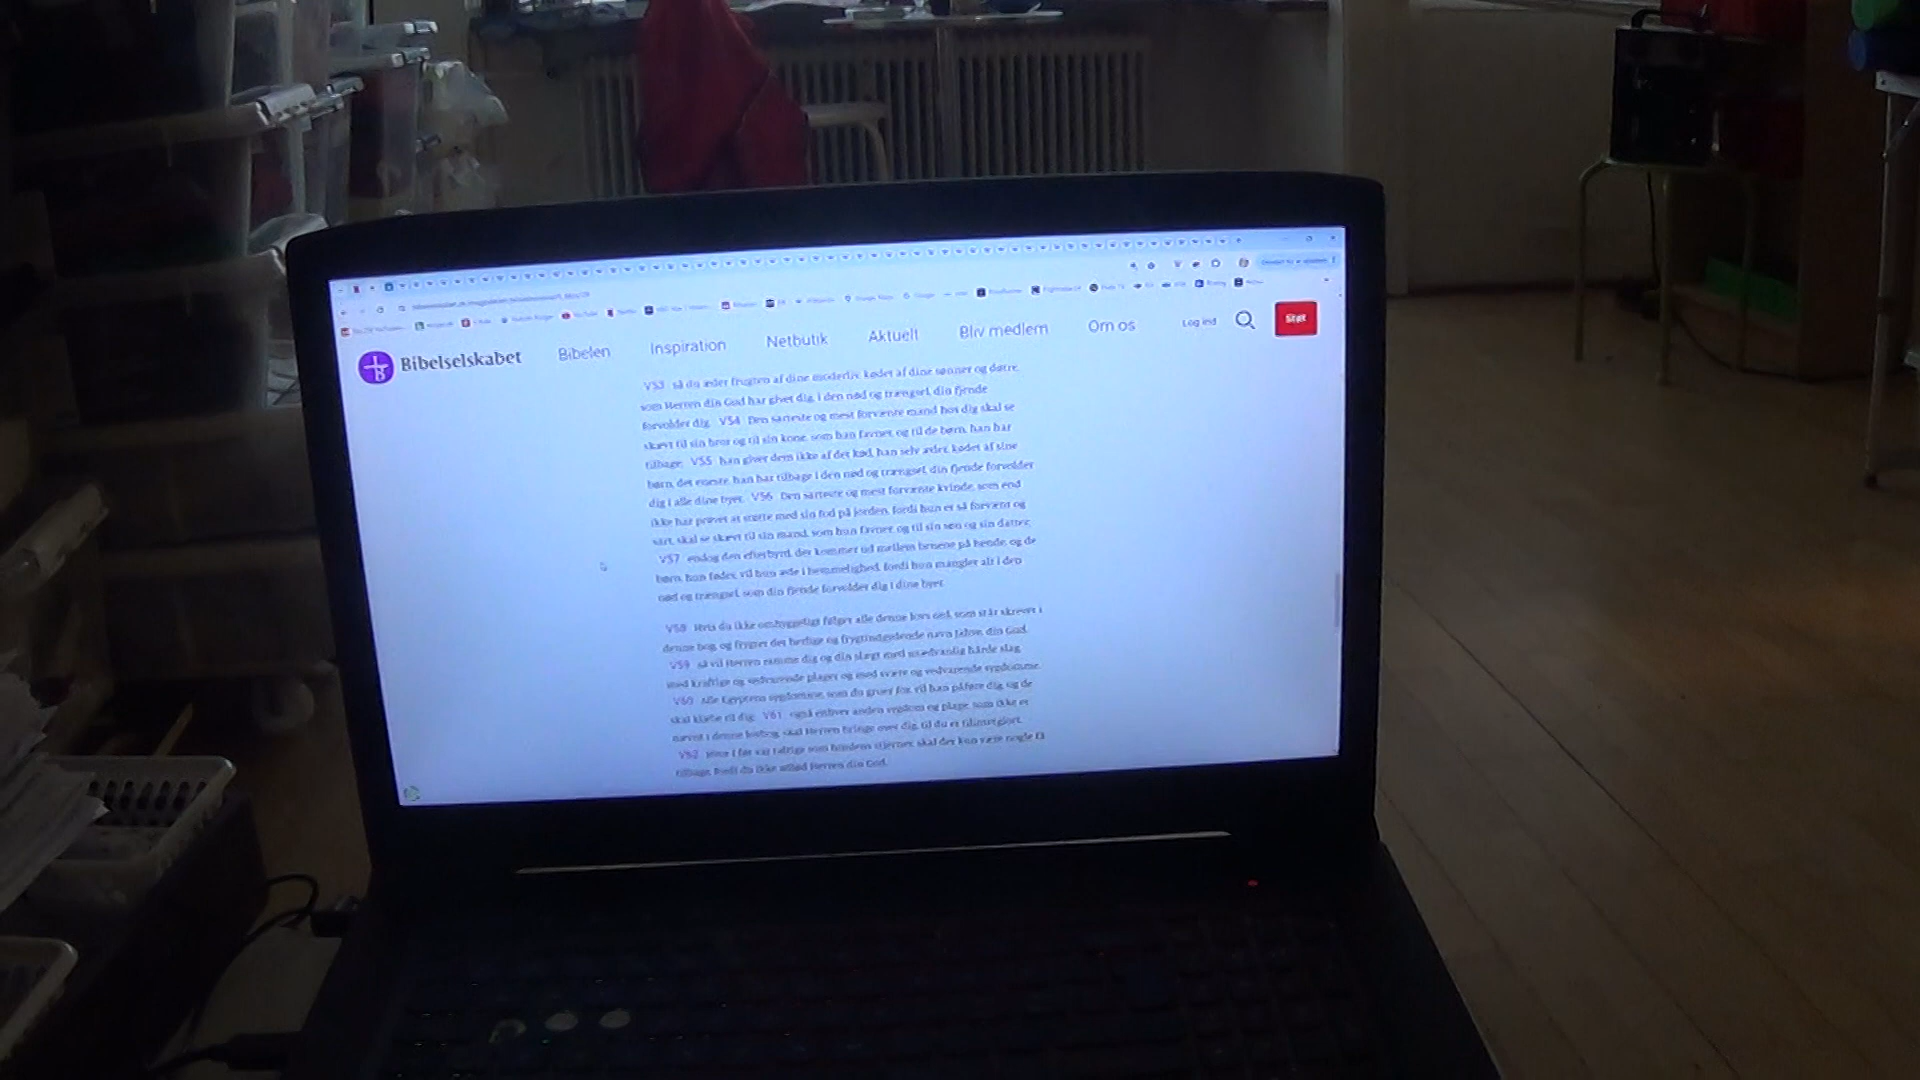 Bibelselskabet
Bibelen
Inspiration
Netbutik
Aktuelt
Bliv medlem
Om os
Log ind
Støt
V53 så du æder frugten af dine moderliv, kødet af dine sønner og døtre,
som Herren din God har givet dig, i den nød og trængsel, din fjende
forvolder dig. V54 Den sarteste og mest forvænte mand hos dig skal se
skævt til sin bror og til sin kone, som han favner, og til de børn, han har
tilbage; V55 han giver dem ikke af det kød, han selv æder, kødet af sine
børn, det eneste, han har tilbage i den nød og trængsel, din fjende forvolder
dig i alle dine byer. V56 Den sarteste og mest forvænte kvinde, som end
ikke har prøvet at støtte med sin fod på jorden, fordi hun er så forvænt og
sart, skal se skævt til sin mand, som hun favner, og til sin søn og sin datter;
V57 endog den efterbyrd, der kommer ud mellem benene på hende, og de
børn, hun føder, vil hun æde i hemmelighed, fordi hun mangler alt i den
nød og trængsel, som din fjende forvolder dig i dine byer.
V58 Hvis du ikke omhyggeligt følger alle denne lovs ord, som står skrevet i
denne bog, og frygter det herlige og frygtindgydende navn Jahve, din God,
V59 så vil Herren ramme dig og din slægt med usædvanlig hårde slag,
med kraftige og vedvarende plager og med svære og vedvarende sygdomme.
V60 Alle Egyptens sygdomme, som du gruer for, vil han påføre dig, og de
skal klæbe til dig. V61 også enhver anden sygdom og plage, som ikke er
nævnt i denne lovbog, skal Herren bringe over dig, til du er tilintetgjort.
V62 Hvor I før var talrige som himlens stjerner, skal der kun være nogle få
tilbage, fordi du ikke adlød Herren din God.